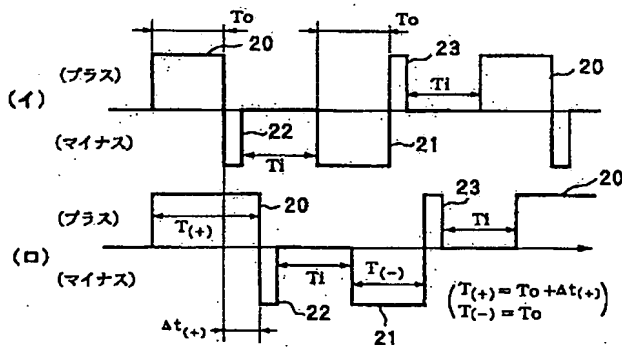 To
20
To
23
20
(プラス)
(イ)
Ti
(マイナス)
22
21
Ti
(プラス)
20
23
20
T(+)
Ti
(ロ)
(マイナス)
Ti
T(-)
22
21
Δt(+)
(T(+)=To+Δt(+)
T(-)=To)